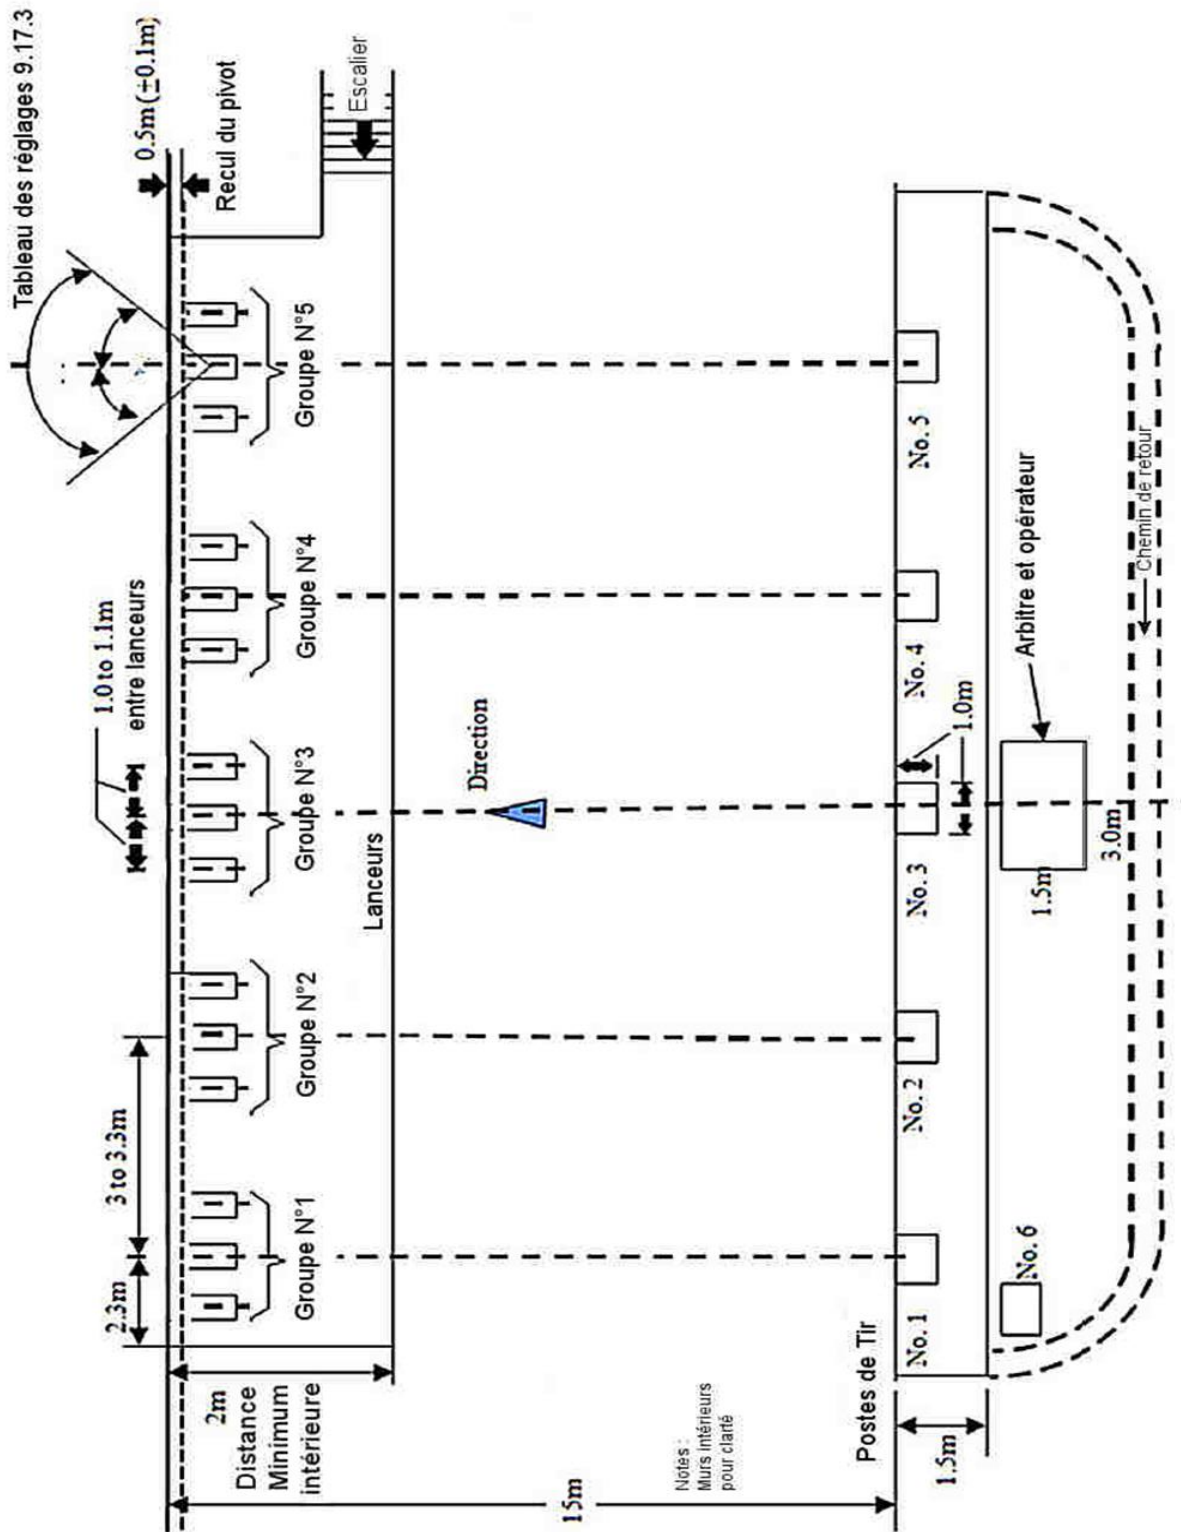 Tableau des réglages 9.17.3
0.5m (±0.1m)
Recul du pivot
Escalier
1.0 to 1.1m
entre lanceurs
3 to 3.3m
2.3m
Groupe N°1
Groupe N°2
Groupe N°3
Groupe N°4
Groupe N°5
2m
Distance
Minimum
intérieure
Lanceurs
Direction
15m
Notes :
Murs intérieurs
pour clarté
Postes de Tir
No. 1
No. 2
No. 3
No. 4
No. 5
1.0m
1.5m
No. 6
1.5m
3.0m
Arbitre et opérateur
Chemin de retour